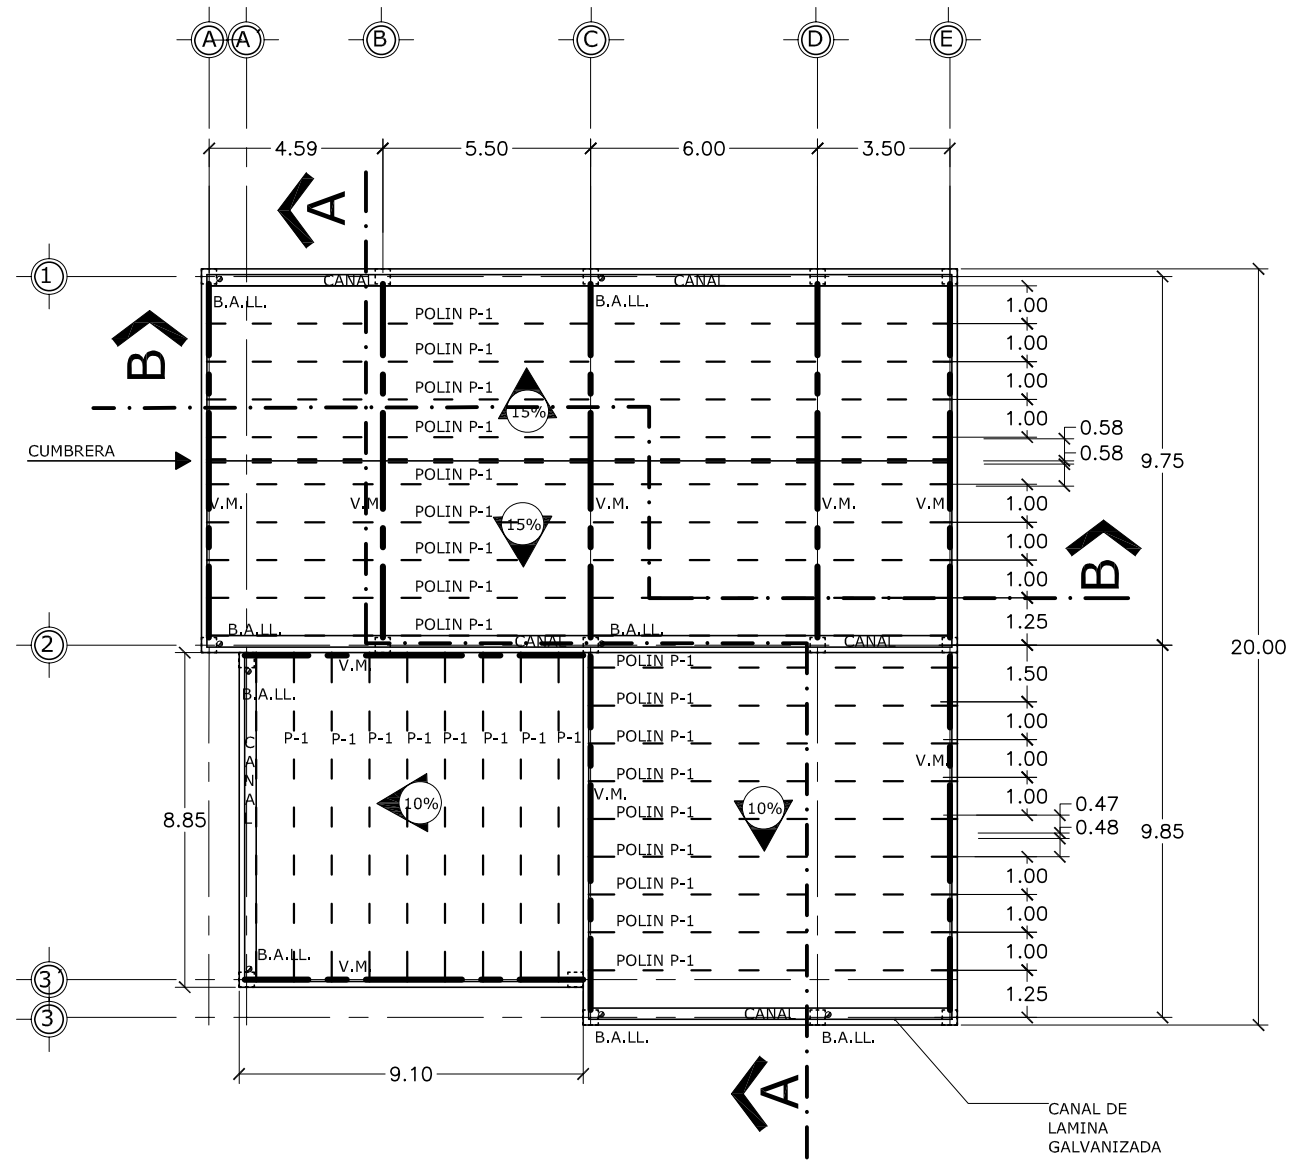 A A' B C D E
4.59 5.50 6.00 3.50
A
1
CANAL CANAL
B.A.LL. B.A.LL.
POLIN P-1
POLIN P-1
POLIN P-1
POLIN P-1
POLIN P-1
POLIN P-1
POLIN P-1
POLIN P-1
POLIN P-1
B
15%
15%
CUMBRERA
V.M. V.M. V.M. V.M. V.M.
1.00
1.00
1.00
1.00
0.58
0.58
9.75
1.00
1.00
1.00
1.25
B
20.00
B.A.LL. B.A.LL.
2
CANAL CANAL
V.M.
B.A.LL.
P-1 P-1 P-1 P-1 P-1 P-1 P-1 P-1
CANAL
10%
8.85
B.A.LL.
V.M.
POLIN P-1
POLIN P-1
POLIN P-1
POLIN P-1
POLIN P-1
POLIN P-1
POLIN P-1
POLIN P-1
POLIN P-1
V.M.
10%
V.M.
1.50
1.00
1.00
1.00
0.47
0.48
9.85
1.00
1.00
1.00
1.25
3'
3
CANAL
B.A.LL. B.A.LL.
9.10
A
CANAL DE
LAMINA
GALVANIZADA